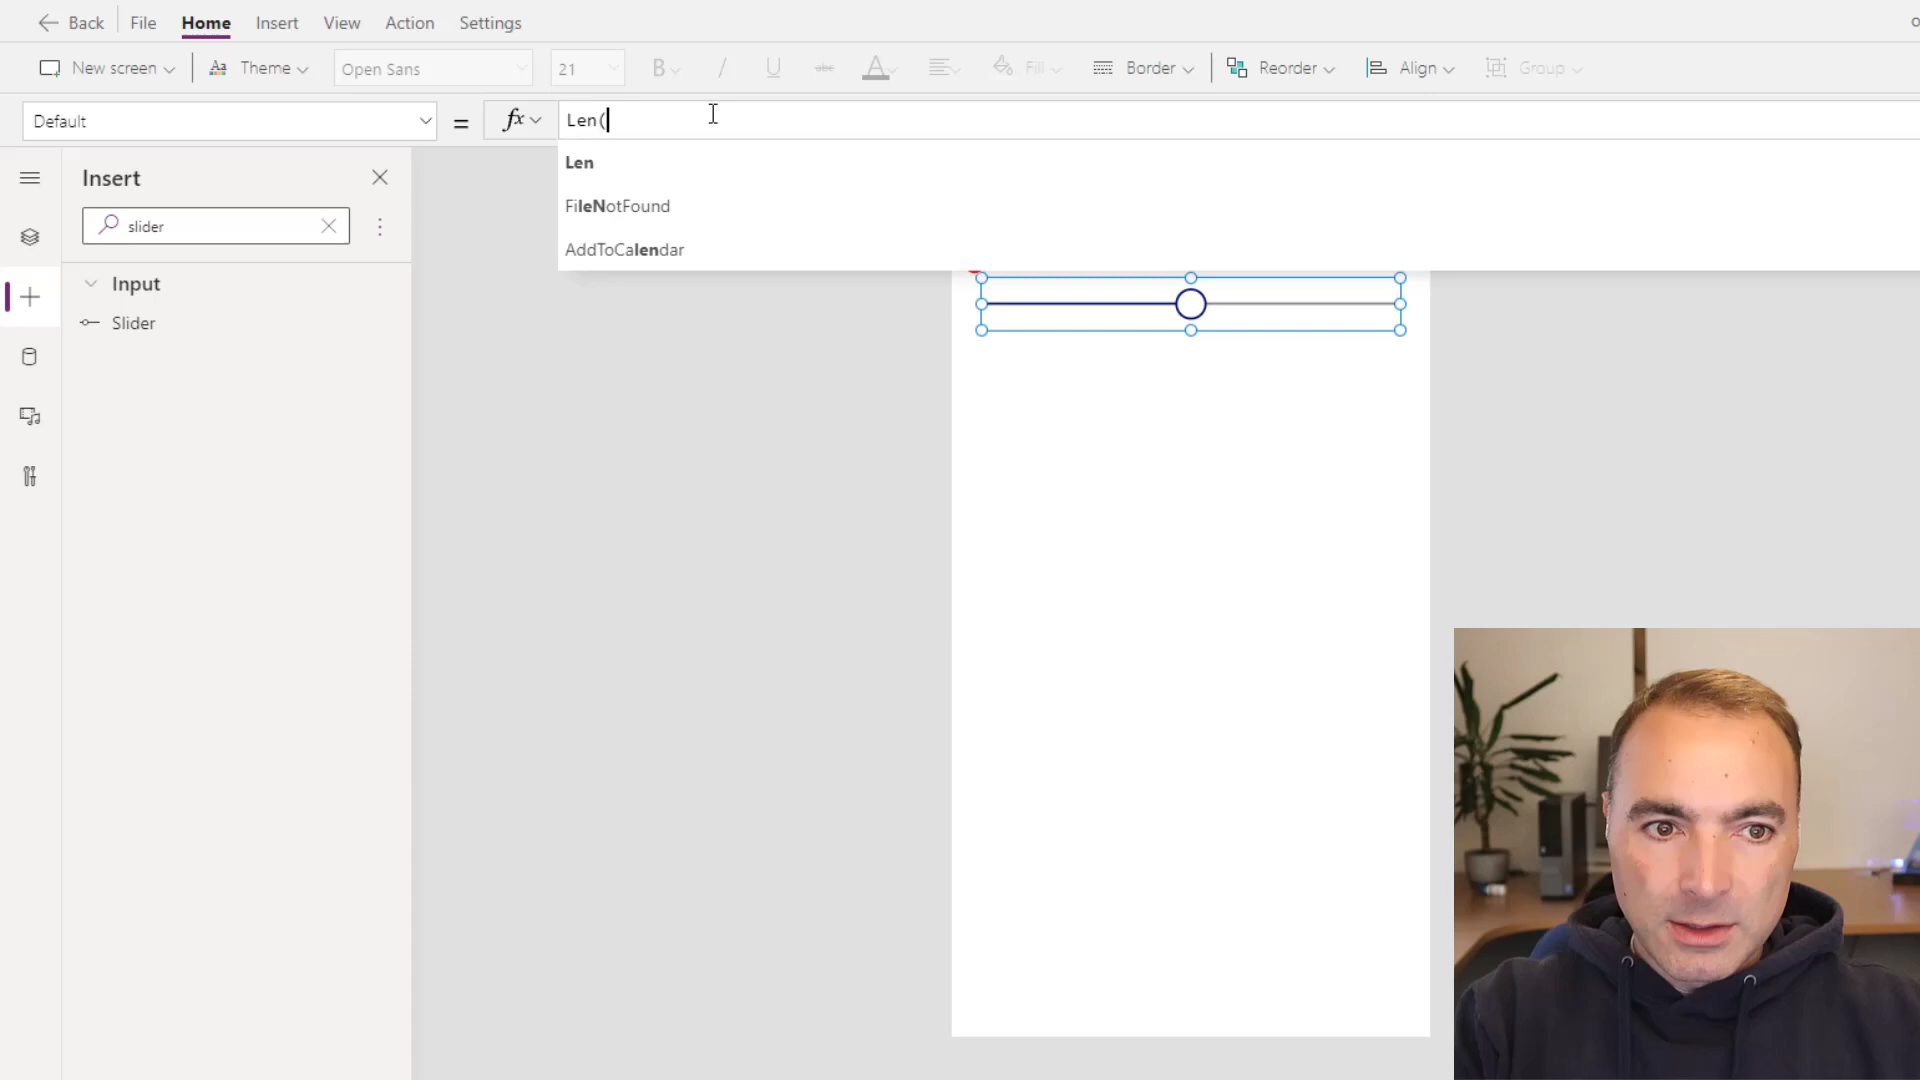 Back File Home Insert View Action Settings
New screen Theme Open Sans 21 B / U abc A Fill Border Reorder Align Group
Default = fx Len(
Len
FileNotFound
AddToCalendar
Insert
slider
Input
Slider